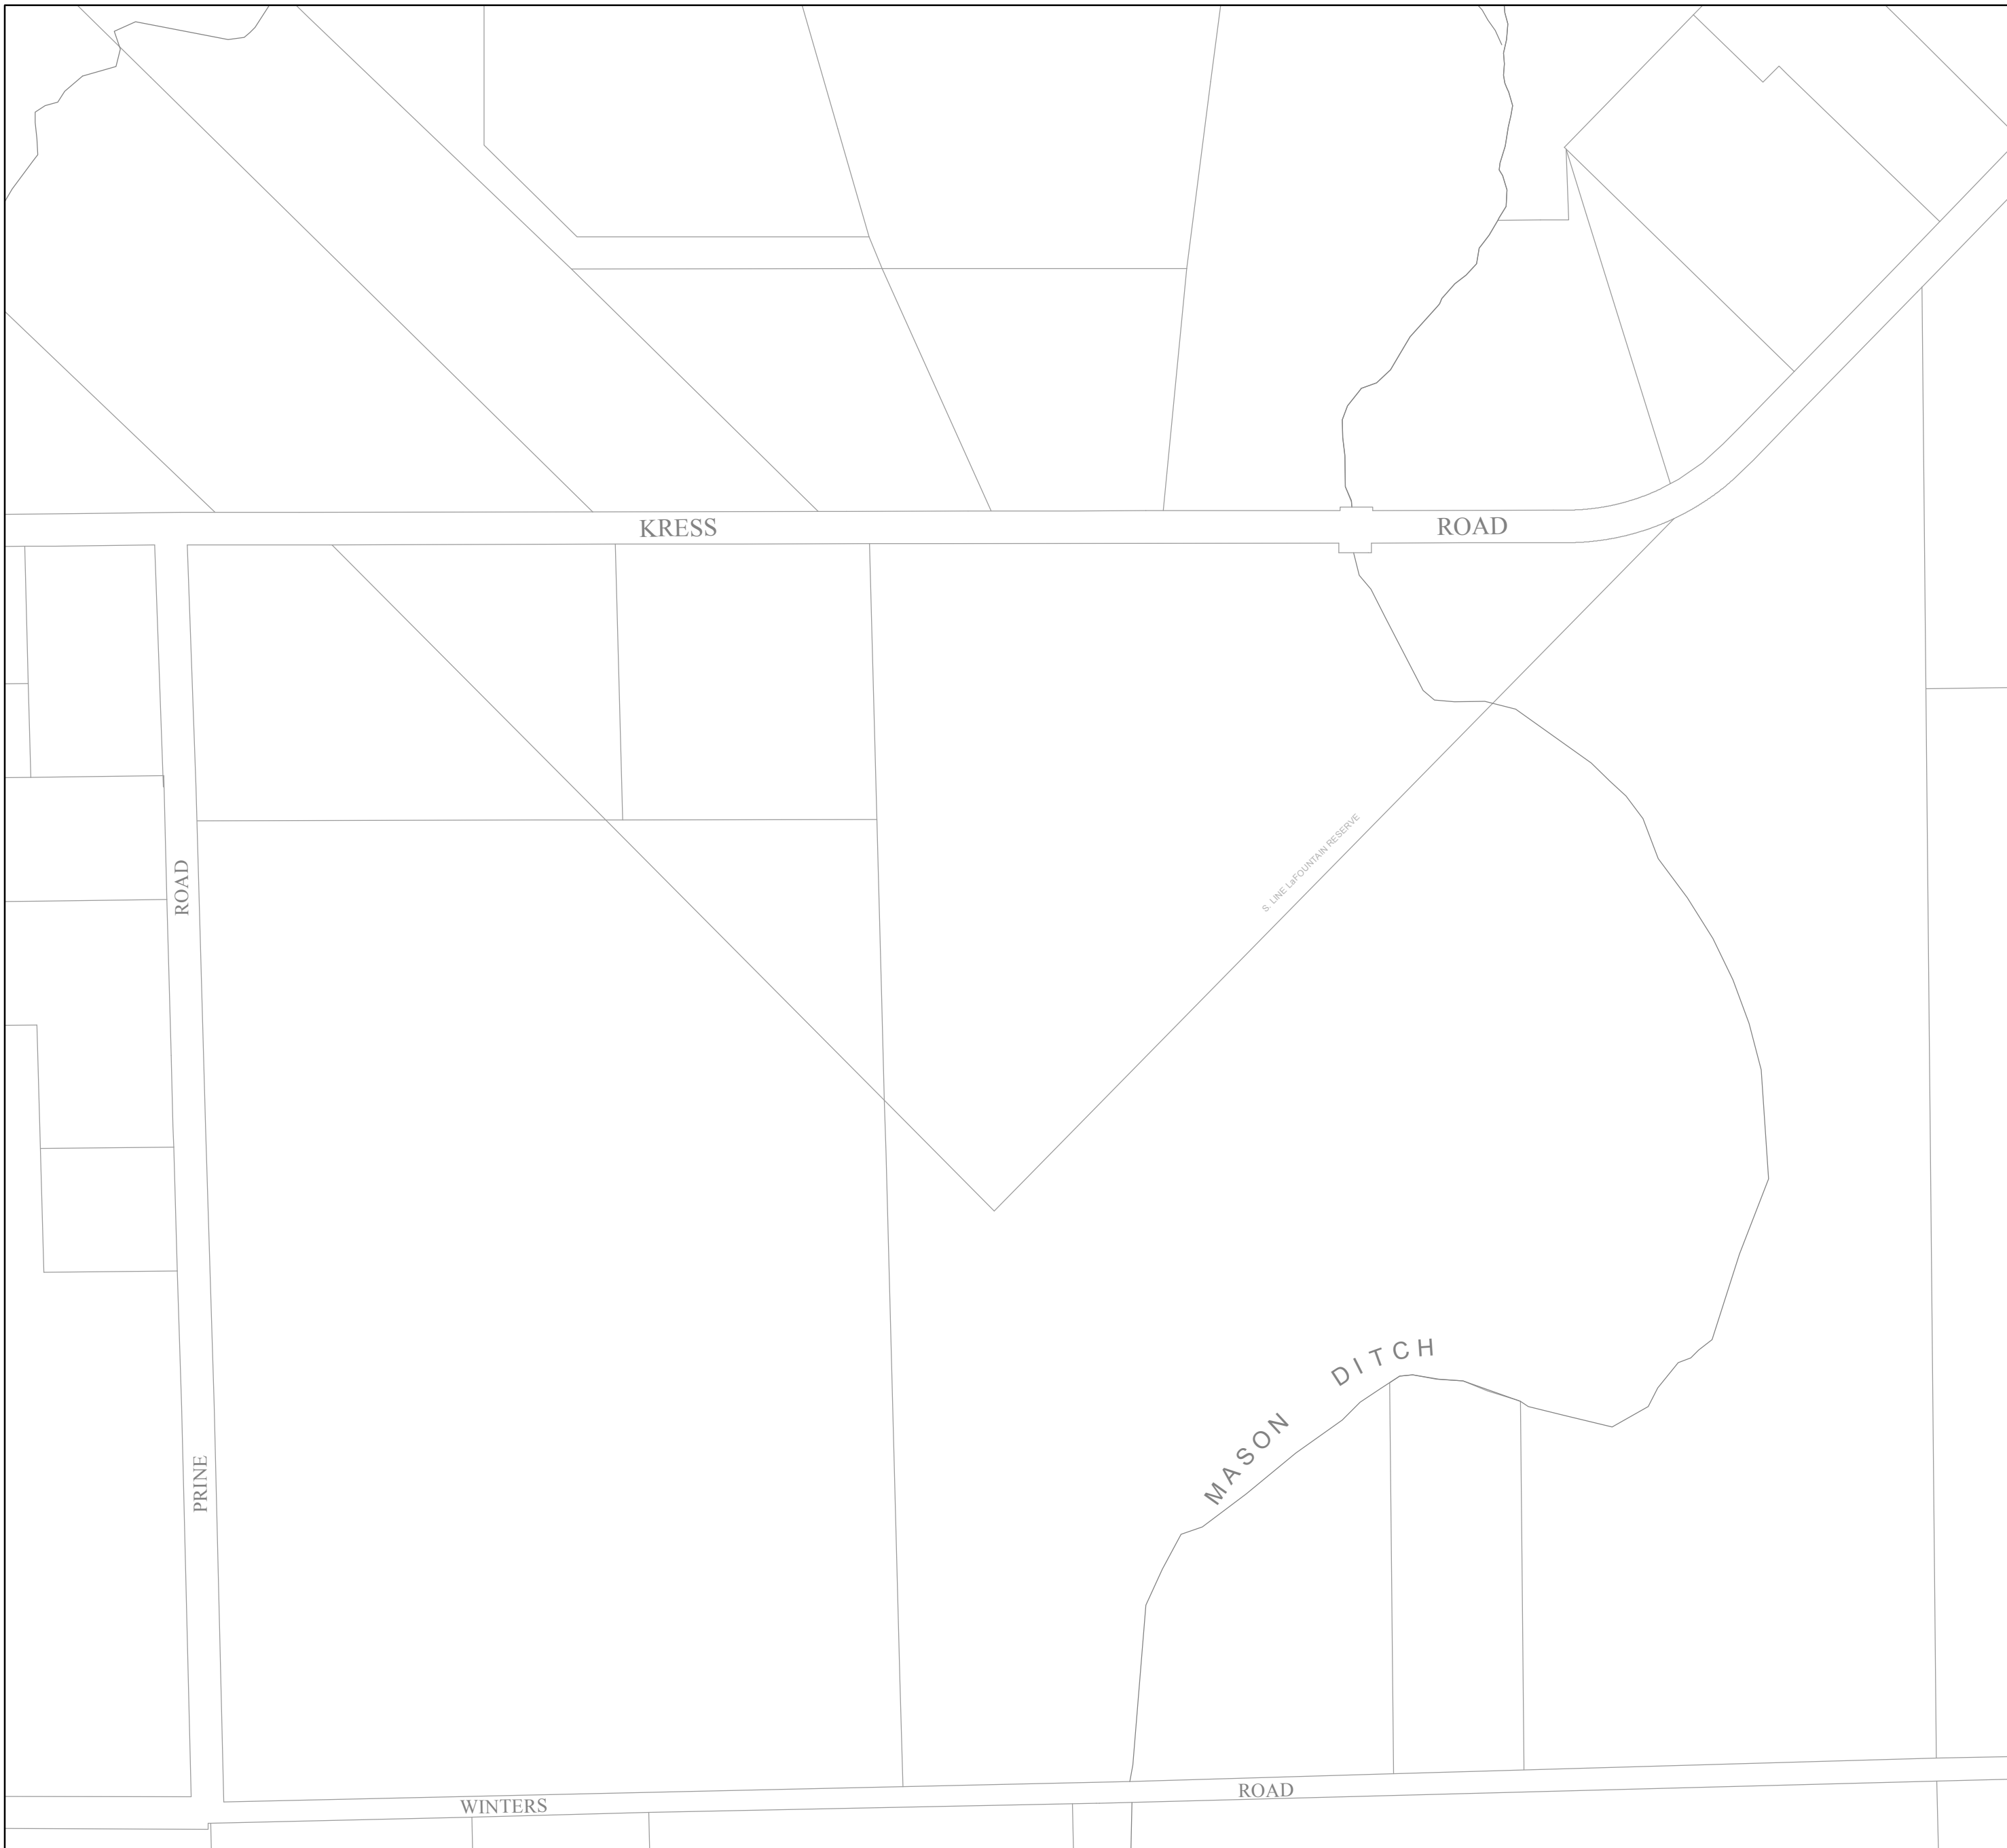 KRESS ROAD
ROAD
S. LINE LaFOUNTAIN RESERVE
MASON DITCH
PRINE
WINTERS ROAD